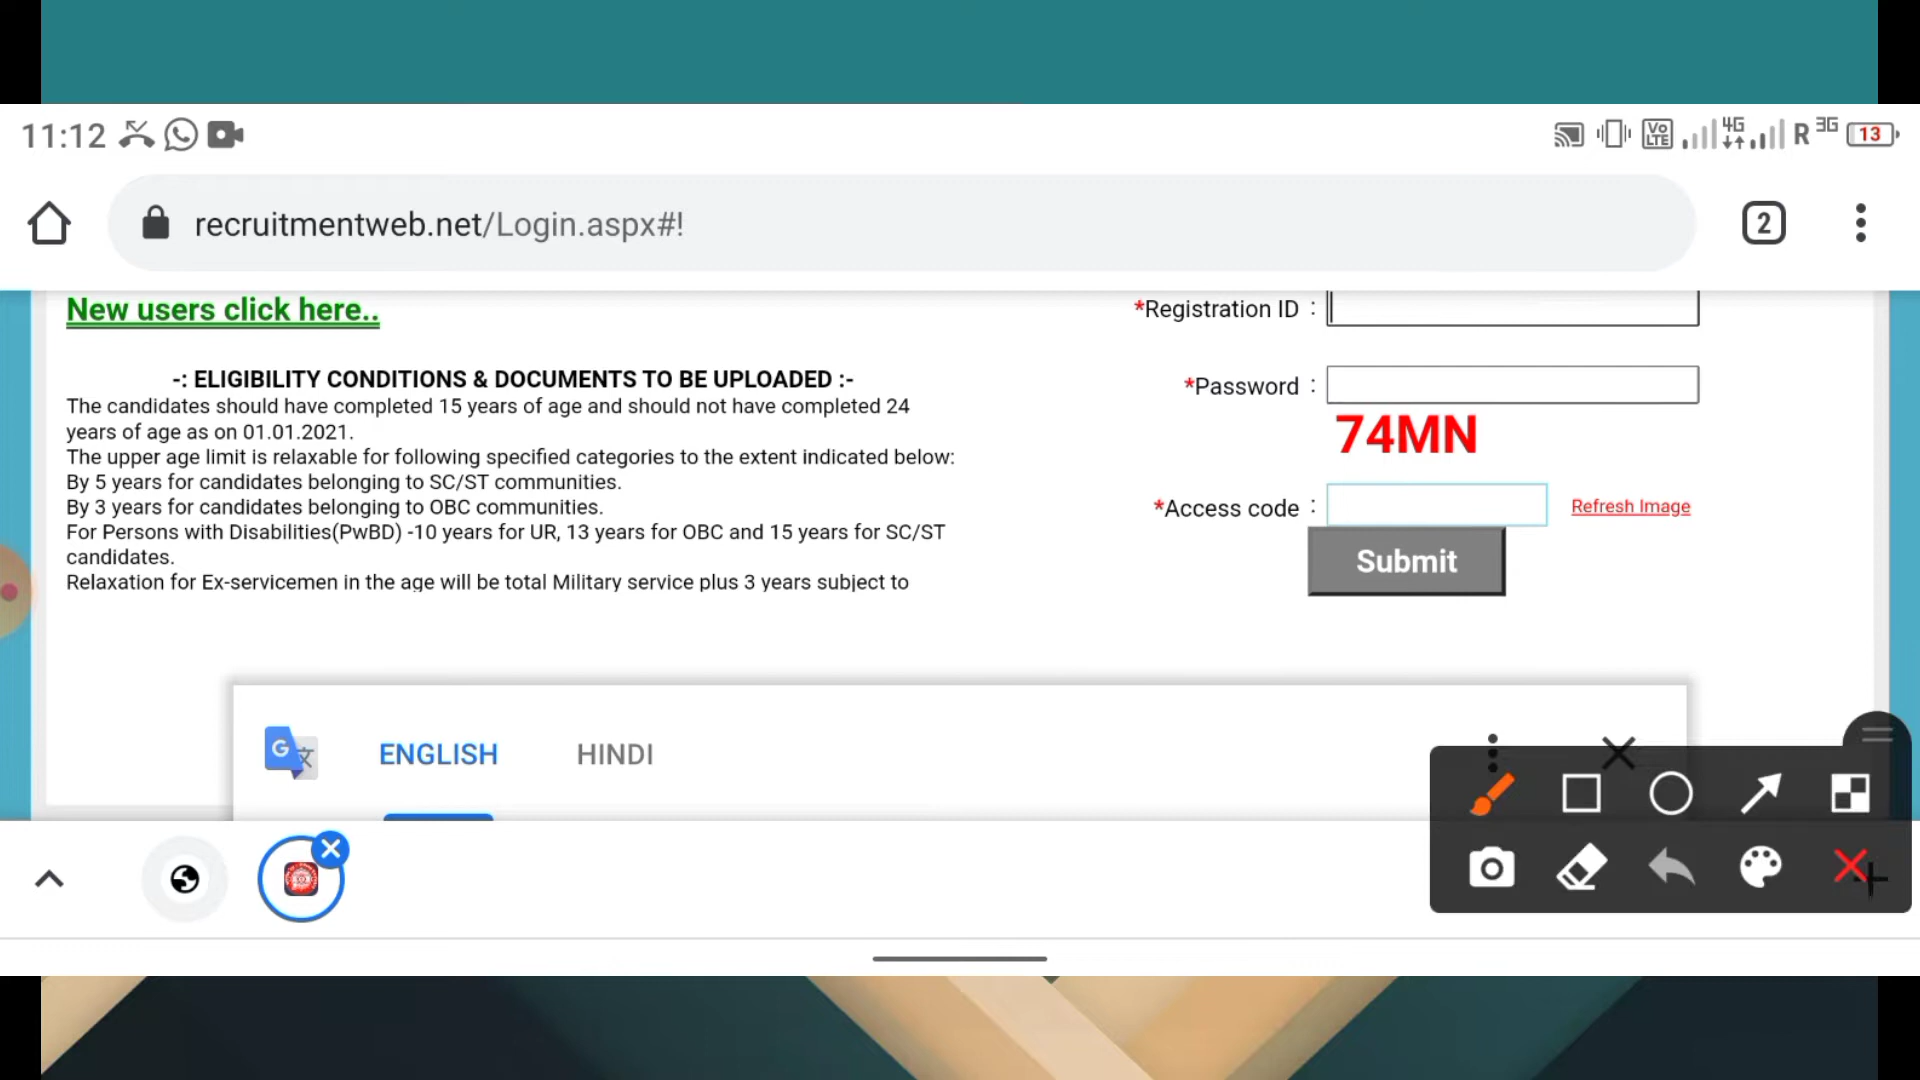 11:12
VoLTE 4G R 3G 13
recruitmentweb.net/Login.aspx#!
2
New users click here..
-: ELIGIBILITY CONDITIONS & DOCUMENTS TO BE UPLOADED :-
The candidates should have completed 15 years of age and should not have completed 24
years of age as on 01.01.2021.
The upper age limit is relaxable for following specified categories to the extent indicated below:
By 5 years for candidates belonging to SC/ST communities.
By 3 years for candidates belonging to OBC communities.
For Persons with Disabilities(PwBD) -10 years for UR, 13 years for OBC and 15 years for SC/ST
candidates.
Relaxation for Ex-servicemen in the age will be total Military service plus 3 years subject to
*Registration ID :
*Password :
74MN
*Access code :
Refresh Image
Submit
G 文
ENGLISH HINDI